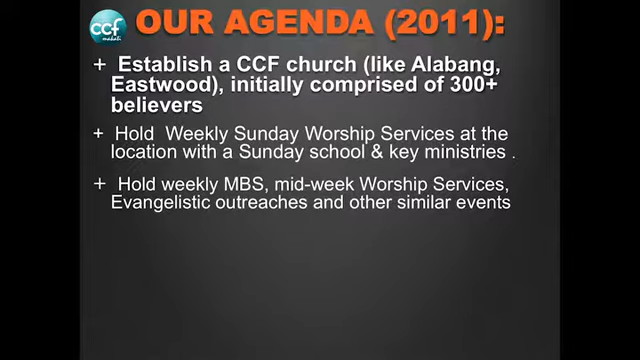 ccf
makati
OUR AGENDA (2011):
+ Establish a CCF church (like Alabang,
Eastwood), initially comprised of 300+
believers
+ Hold Weekly Sunday Worship Services at the
location with a Sunday school & key ministries .
+ Hold weekly MBS, mid-week Worship Services,
Evangelistic outreaches and other similar events